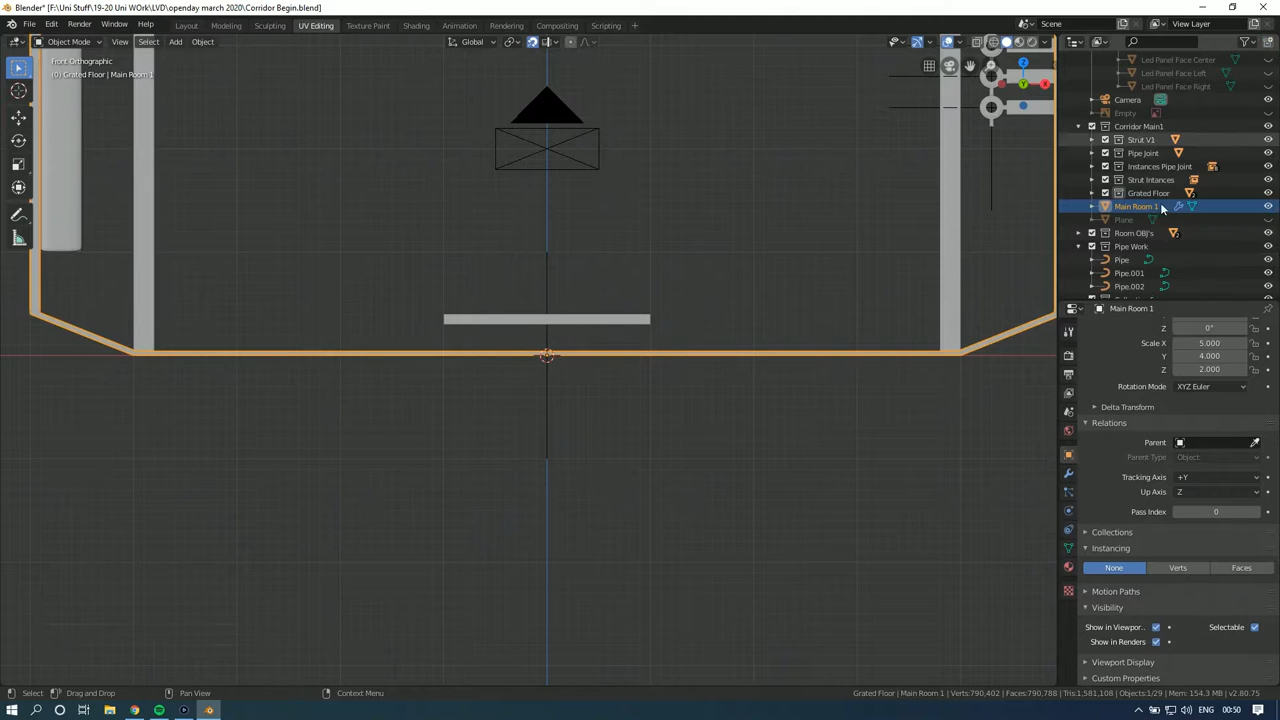 Blender* [F:\Uni Stuff\19-20 Uni WOrk\LVD\openday march 2020\Corridor Begin.blend]
File Edit Render Window Help Layout Modeling Sculpting UV Editing Texture Paint Shading Animation Rendering Compositing Scripting Scene View Layer
Object Mode View Select Add Object Global
Front Orthographic
(0) Grated Floor | Main Room 1
Z
X
Y
Led Panel Face Center
Led Panel Face Left
Led Panel Face Right
Camera
Empty
Corridor Main1
Strut V1
Pipe Joint
Instances Pipe Joint
Strut Intances
Grated Floor
Main Room 1
Plane
Room OBJ's
Pipe Work
Pipe
Pipe.001
Pipe.002
Main Room 1
Z 0°
Scale X 5.000
Y 4.000
Z 2.000
Rotation Mode XYZ Euler
Delta Transform
Relations
Parent
Parent Type Object
Tracking Axis +Y
Up Axis Z
Pass Index 0
Collections
Instancing
None Verts Faces
Motion Paths
Visibility
Show in Viewpor.. Selectable
Show in Renders
Viewport Display
Custom Properties
Select Drag and Drop Pan View Context Menu Grated Floor | Main Room 1 | Verts:790,402 | Faces:790,788 | Tris:1,581,108 | Objects:1/29 | Mem: 154.3 MB | v2.80.75
ENG 00:50